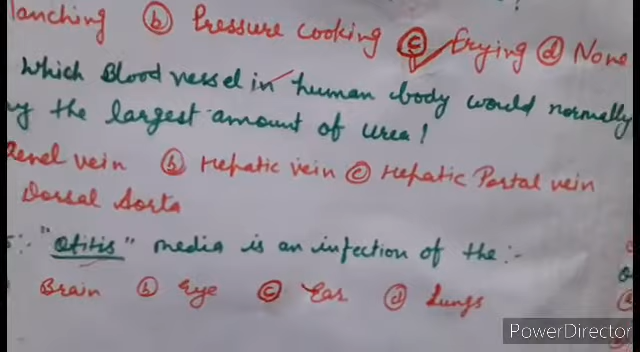 lanching (b) Pressure cooking (c) Frying (d) None
Which Blood vessel in human body would normally
y the largest amount of urea!
Renel vein (b) Hepatic vein (c) Hepatic Portal vein
Dorsal Aorta
5:- "Otitis" media is an infection of the :-
Brain (b) Eye (c) Ear (d) Lungs
PowerDirector